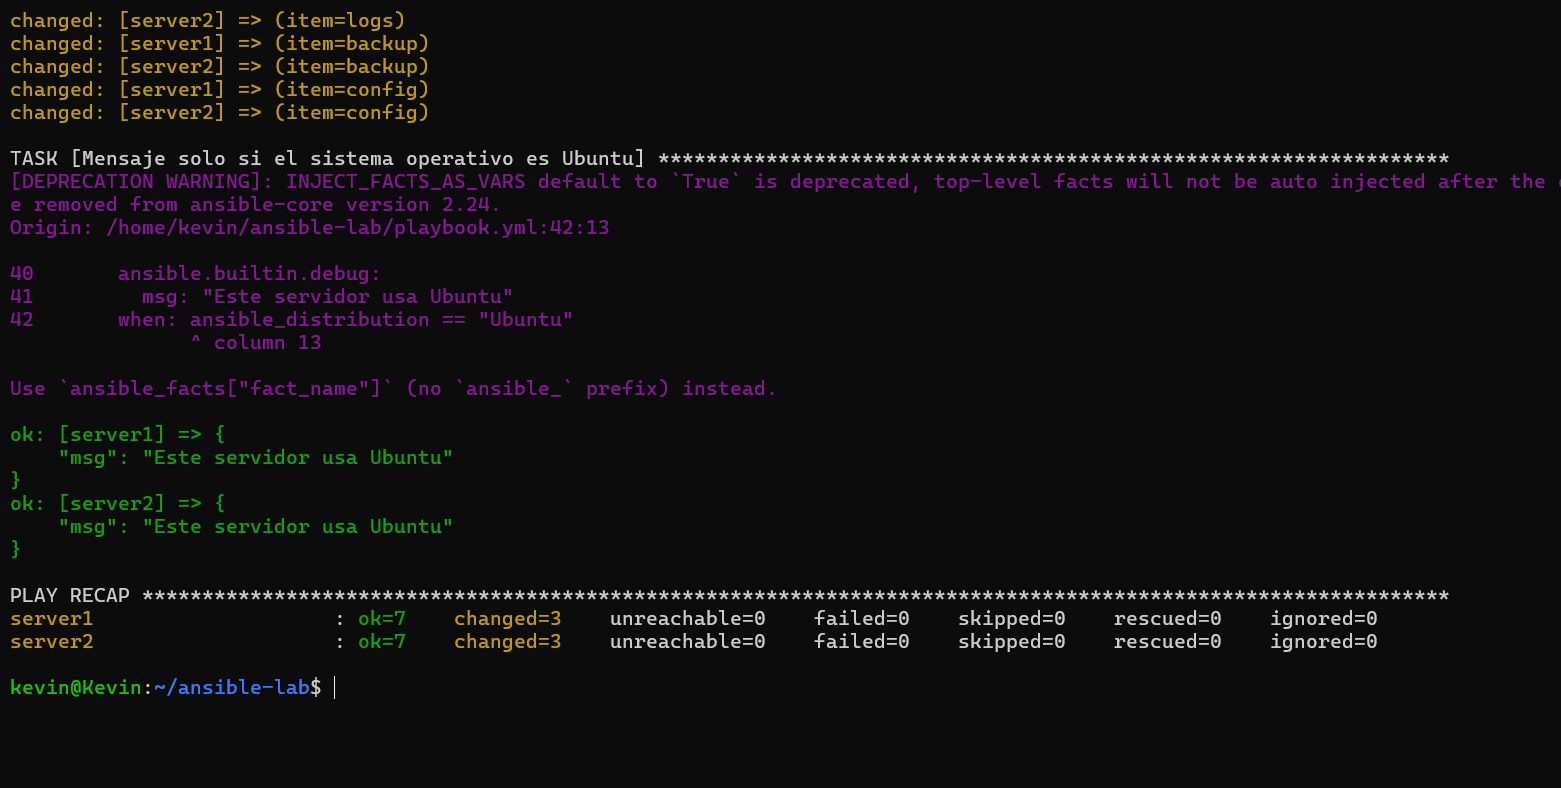 changed: [server2] => (item=logs)
changed: [server1] => (item=backup)
changed: [server2] => (item=backup)
changed: [server1] => (item=config)
changed: [server2] => (item=config)
TASK [Mensaje solo si el sistema operativo es Ubuntu] ******************************************************************
[DEPRECATION WARNING]: INJECT_FACTS_AS_VARS default to `True` is deprecated, top-level facts will not be auto injected after the
e removed from ansible-core version 2.24.
Origin: /home/kevin/ansible-lab/playbook.yml:42:13
40       ansible.builtin.debug:
41         msg: "Este servidor usa Ubuntu"
42       when: ansible_distribution == "Ubuntu"
^ column 13
Use `ansible_facts["fact_name"]` (no `ansible_` prefix) instead.
ok: [server1] => {
    "msg": "Este servidor usa Ubuntu"
}
ok: [server2] => {
    "msg": "Este servidor usa Ubuntu"
}
PLAY RECAP *************************************************************************************************************
server1                    : ok=7    changed=3    unreachable=0    failed=0    skipped=0    rescued=0    ignored=0
server2                    : ok=7    changed=3    unreachable=0    failed=0    skipped=0    rescued=0    ignored=0
kevin@Kevin:~/ansible-lab$